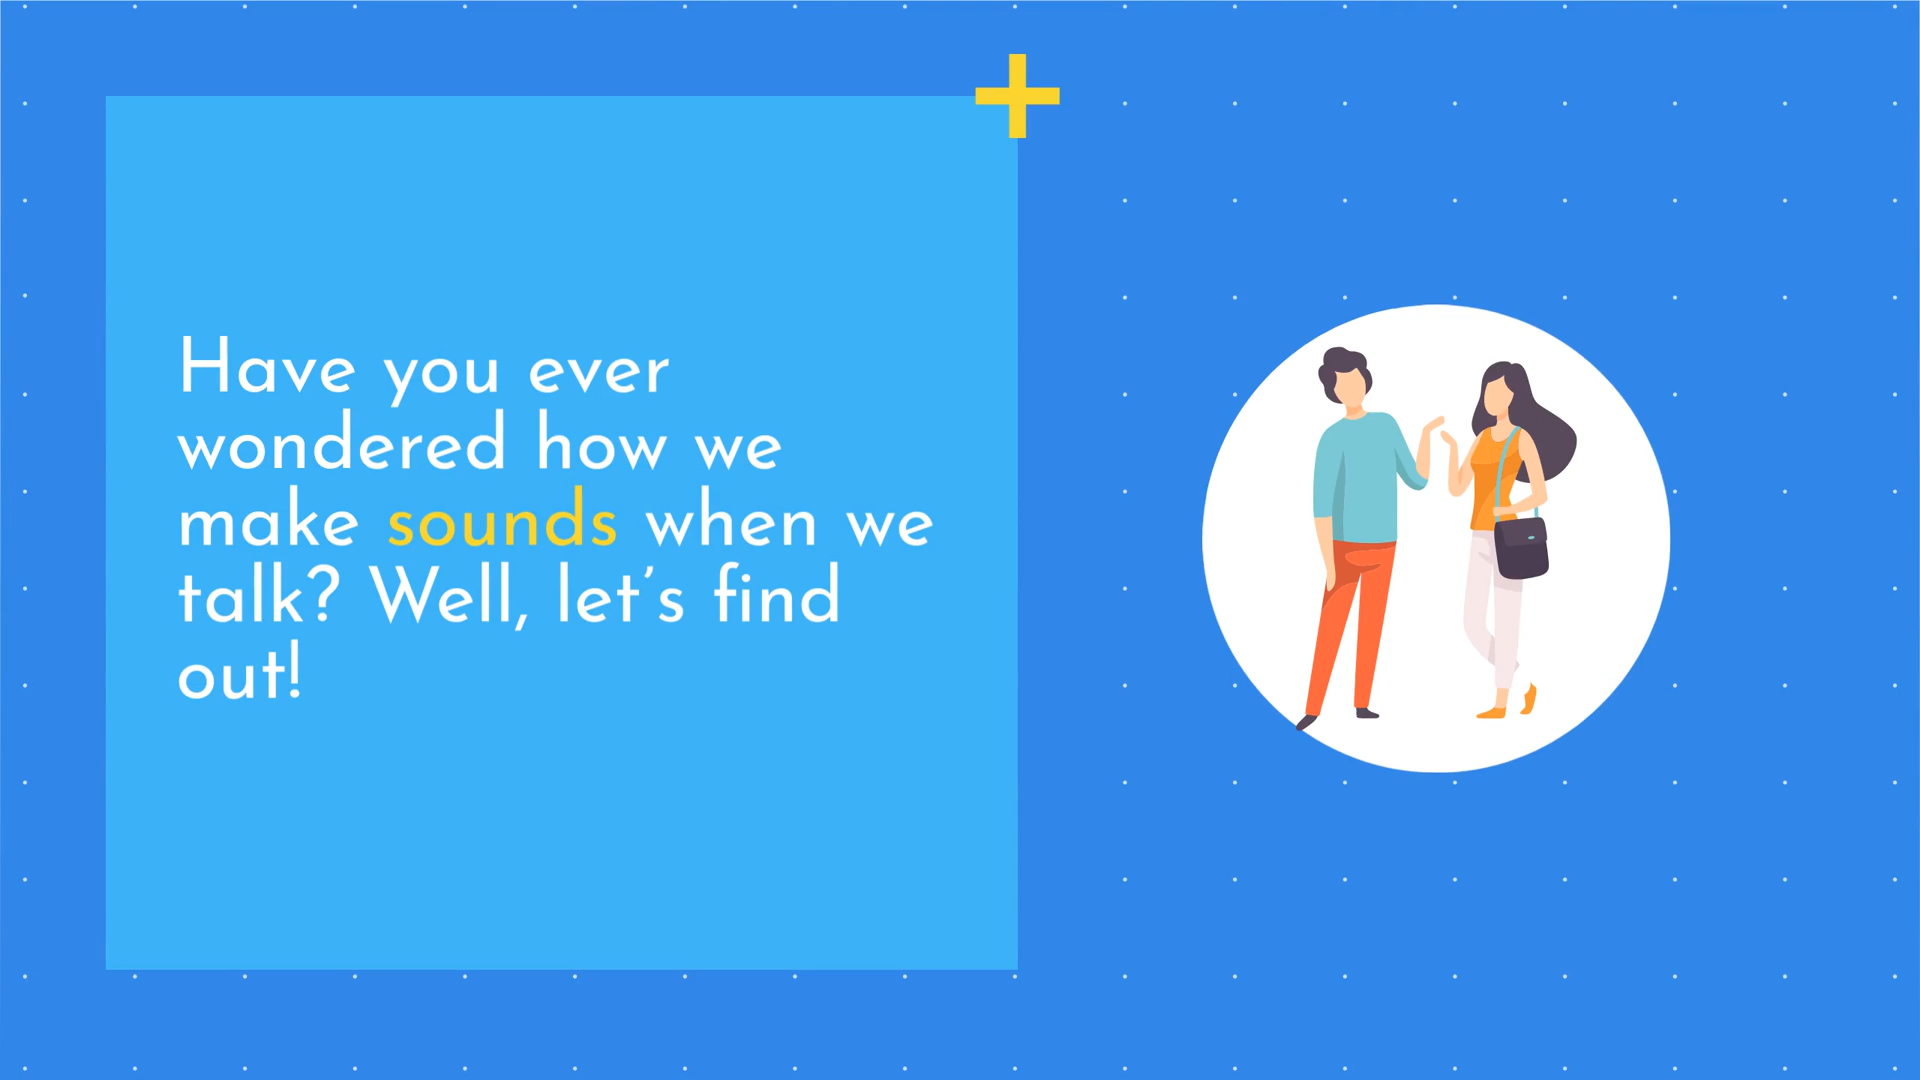 Have you ever
wondered how we
make sounds when we
talk? Well, let’s find
out!